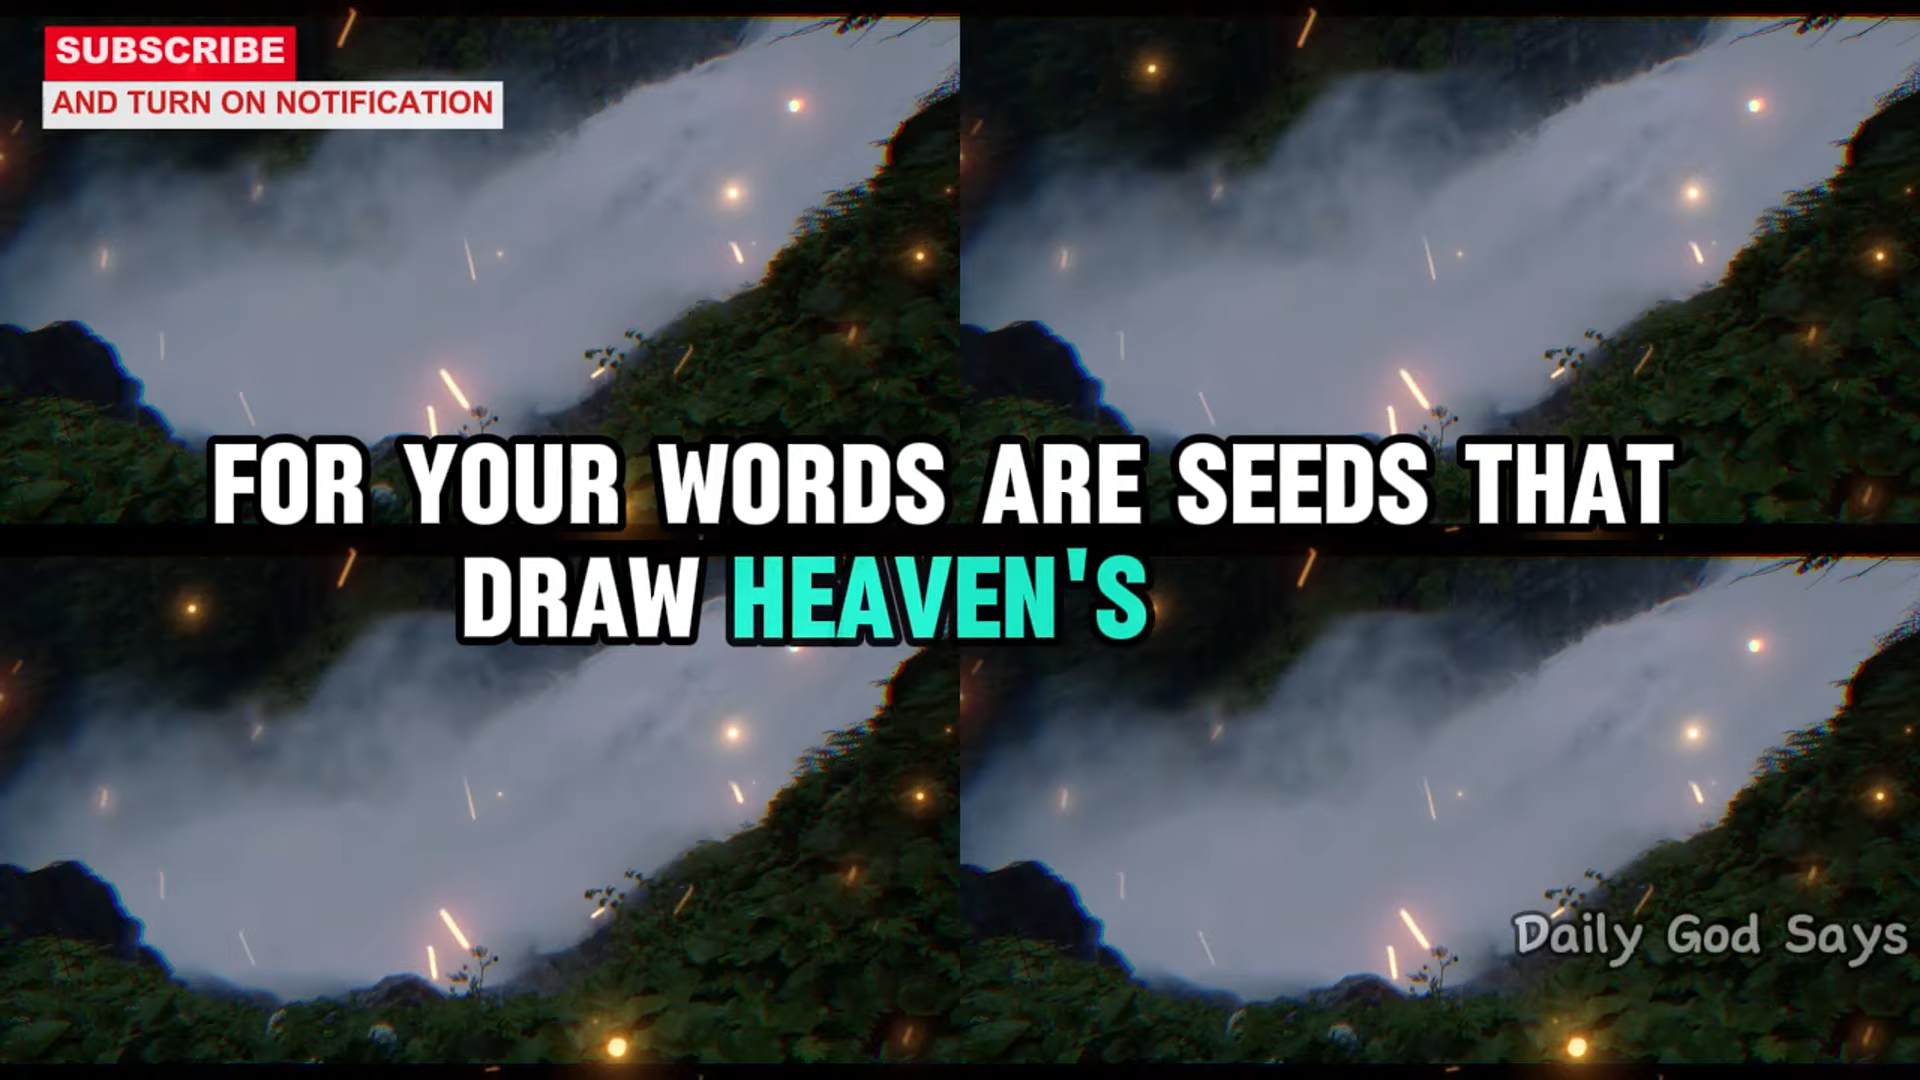 SUBSCRIBE
AND TURN ON NOTIFICATION
FOR YOUR WORDS ARE SEEDS THAT
DRAW HEAVEN'S
Daily God Says